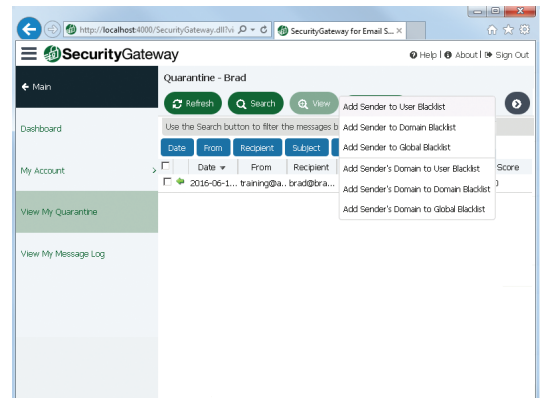 http://localhost:4000/SecurityGateway.dll?vi
SecurityGateway for Email S...
SecurityGateway
Help | About | Sign Out
Main
Quarantine - Brad
Refresh
Search
View
Add Sender to User Blacklist
Add Sender to Domain Blacklist
Add Sender to Global Blacklist
Add Sender's Domain to User Blacklist
Add Sender's Domain to Domain Blacklist
Add Sender's Domain to Global Blacklist
Dashboard
Use the Search button to filter the messages b
Date From Recipient Subject
My Account
Date From Recipient Score
2016-06-1... training@a... brad@bra...
View My Quarantine
View My Message Log